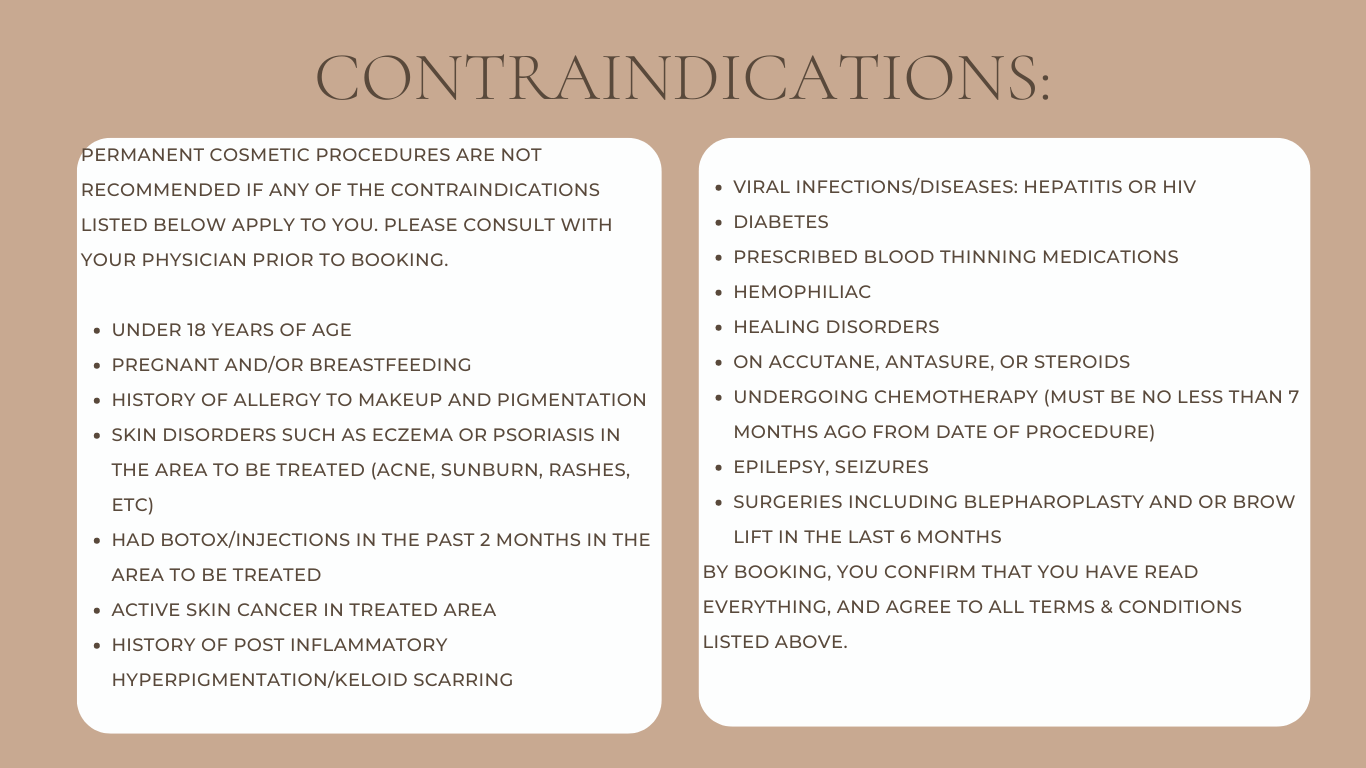 CONTRAINDICATIONS:
PERMANENT COSMETIC PROCEDURES ARE NOT
RECOMMENDED IF ANY OF THE CONTRAINDICATIONS
LISTED BELOW APPLY TO YOU. PLEASE CONSULT WITH
YOUR PHYSICIAN PRIOR TO BOOKING.
• UNDER 18 YEARS OF AGE
• PREGNANT AND/OR BREASTFEEDING
• HISTORY OF ALLERGY TO MAKEUP AND PIGMENTATION
• SKIN DISORDERS SUCH AS ECZEMA OR PSORIASIS IN
THE AREA TO BE TREATED (ACNE, SUNBURN, RASHES,
ETC)
• HAD BOTOX/INJECTIONS IN THE PAST 2 MONTHS IN THE
AREA TO BE TREATED
• ACTIVE SKIN CANCER IN TREATED AREA
• HISTORY OF POST INFLAMMATORY
HYPERPIGMENTATION/KELOID SCARRING
• VIRAL INFECTIONS/DISEASES: HEPATITIS OR HIV
• DIABETES
• PRESCRIBED BLOOD THINNING MEDICATIONS
• HEMOPHILIAC
• HEALING DISORDERS
• ON ACCUTANE, ANTASURE, OR STEROIDS
• UNDERGOING CHEMOTHERAPY (MUST BE NO LESS THAN 7
MONTHS AGO FROM DATE OF PROCEDURE)
• EPILEPSY, SEIZURES
• SURGERIES INCLUDING BLEPHAROPLASTY AND OR BROW
LIFT IN THE LAST 6 MONTHS
BY BOOKING, YOU CONFIRM THAT YOU HAVE READ
EVERYTHING, AND AGREE TO ALL TERMS & CONDITIONS
LISTED ABOVE.